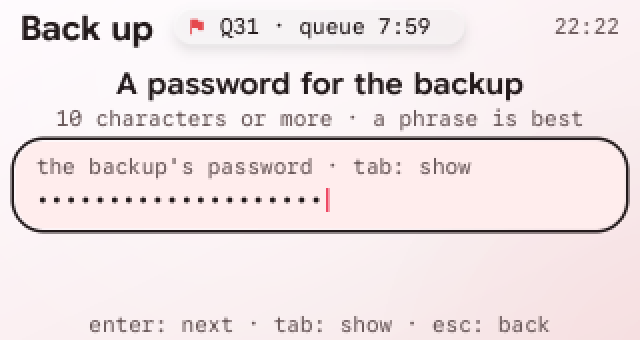 Back up
Q31 · queue 7:59
22:22
A password for the backup
10 characters or more · a phrase is best
the backup's password · tab: show
••••••••••••••••••••
enter: next · tab: show · esc: back